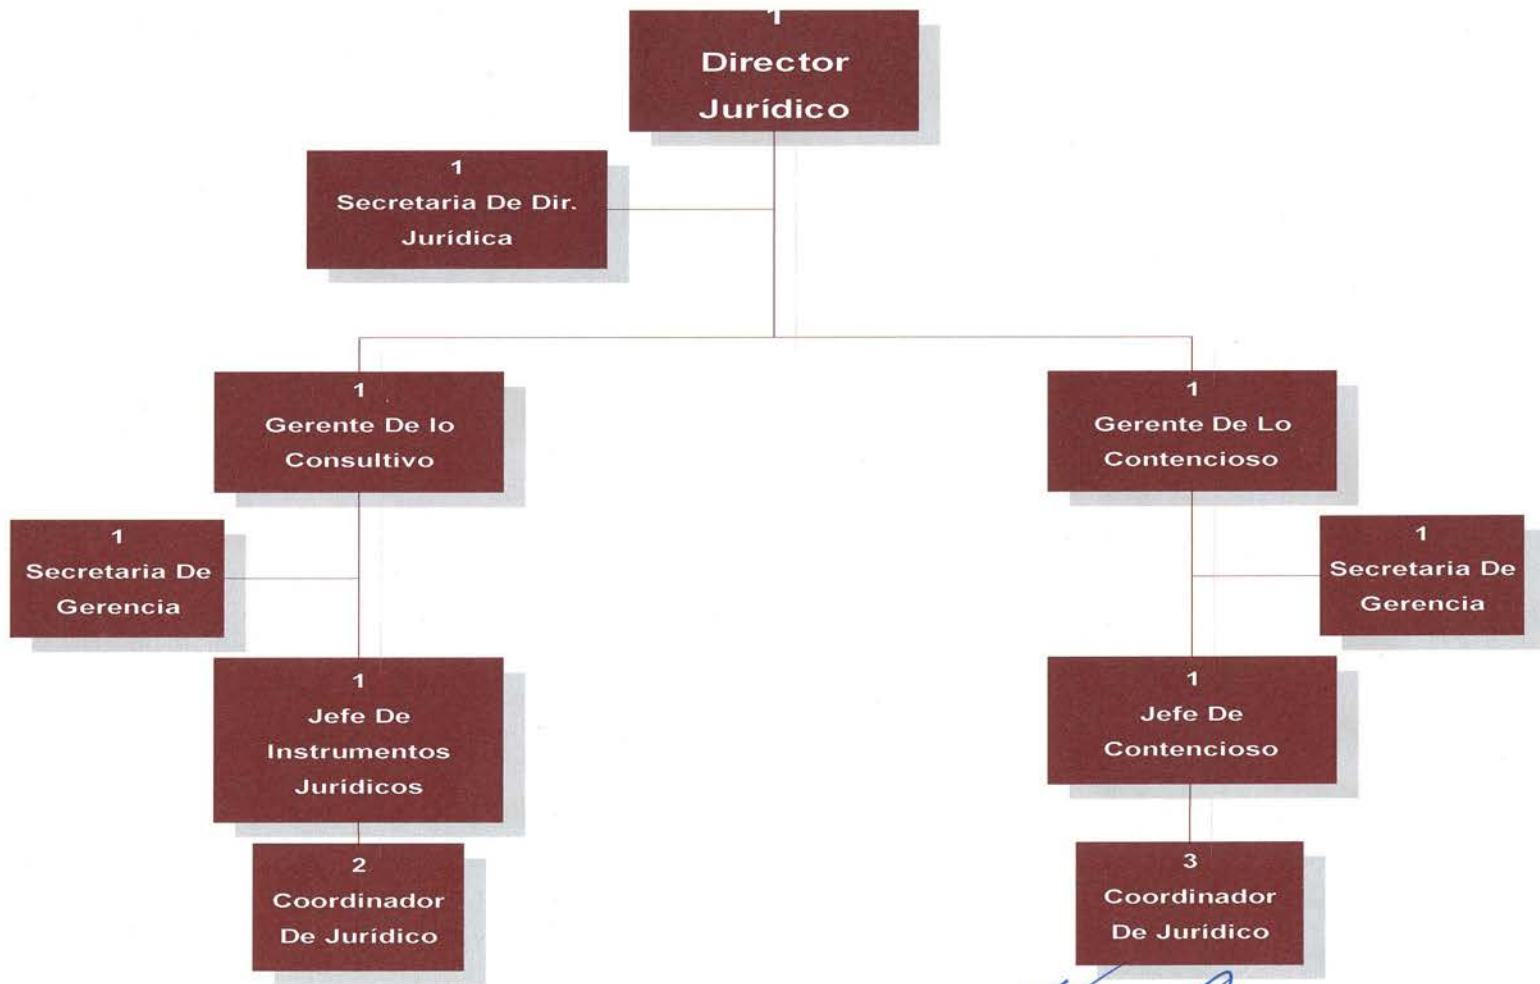 1
Director
Jurídico
1
Secretaria De Dir.
Jurídica
1
Gerente De lo
Consultivo
1
Gerente De Lo
Contencioso
1
Secretaria De
Gerencia
1
Secretaria De
Gerencia
1
Jefe De
Instrumentos
Jurídicos
1
Jefe De
Contencioso
2
Coordinador
De Jurídico
3
Coordinador
De Jurídico